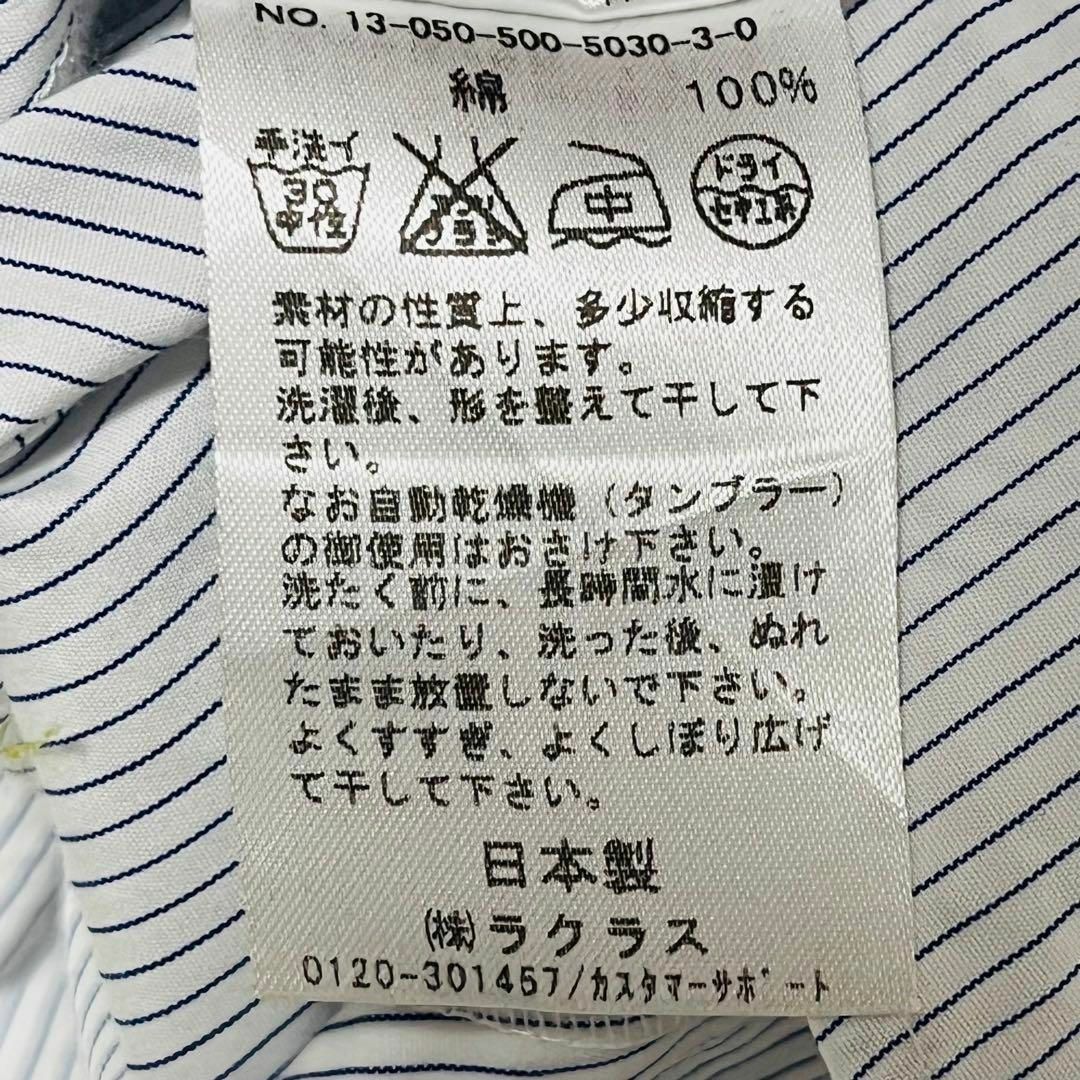 NO. 13-050-500-5030-3-0
綿 100%
手洗イ
30
中性
中
ドライ
セキユ系
素材の性質上、多少収縮する
可能性があります。
洗濯後、形を整えて干して下
さい。
なお自動乾燥機(タンブラー)
の御使用はおさけ下さい。
洗たく前に、長時間水に漬け
ておいたり、洗った後、ぬれ
たまま放置しないで下さい。
よくすすぎ、よくしぼり広げ
て干して下さい。
日本製
(株)ラクラス
0120-301457/カスタマーサポート